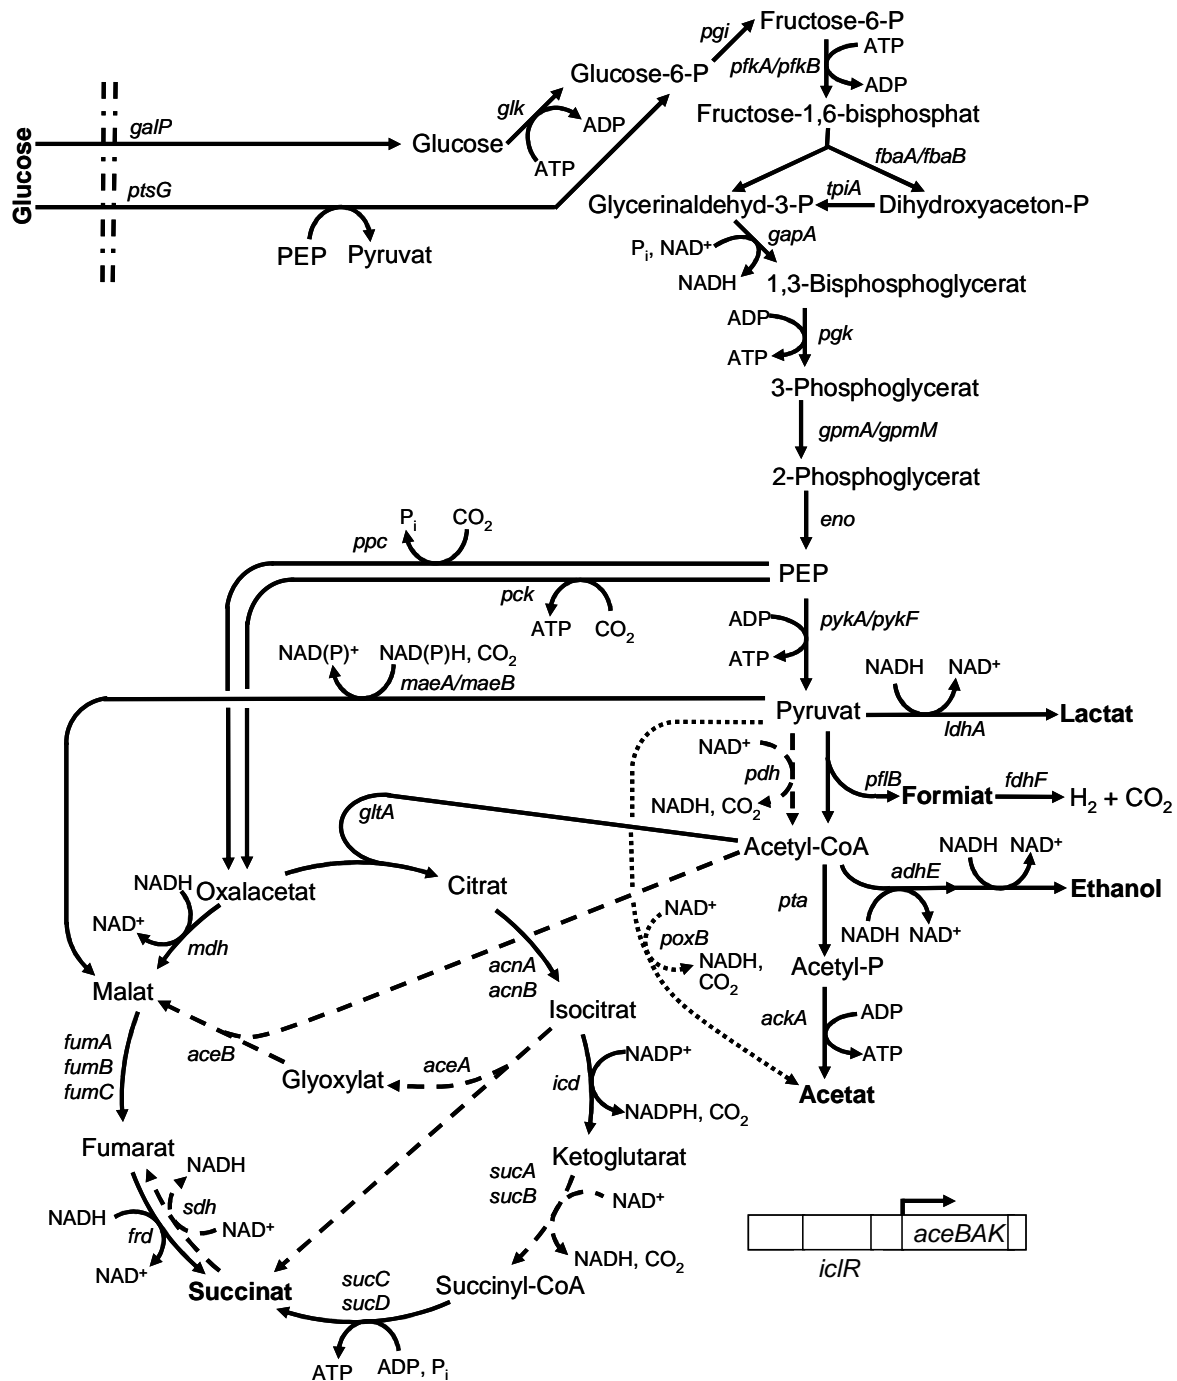 Fructose-6-P
pgi
ATP
pfkA/pfkB
ADP
Glucose-6-P
glk
ADP
Fructose-1,6-bisphosphat
Glucose
galP
Glucose
ATP
fbaA/fbaB
ptsG
tpiA
Glycerinaldehyd-3-P
Dihydroxyaceton-P
PEP
Pyruvat
Pi, NAD+
gapA
NADH
1,3-Bisphosphoglycerat
ADP
pgk
ATP
3-Phosphoglycerat
gpmA/gpmM
2-Phosphoglycerat
eno
Pi
CO2
ppc
PEP
pck
ATP
CO2
ADP
pykA/pykF
ATP
NAD(P)+
NAD(P)H, CO2
maeA/maeB
NADH
NAD+
Pyruvat
Lactat
ldhA
NAD+
pdh
NADH, CO2
pflB
Formiat
fdhF
H2 + CO2
gltA
Acetyl-CoA
NADH
NAD+
adhE
Ethanol
NADH
Oxalacetat
Citrat
pta
NAD+
NADH
NAD+
NAD+
mdh
poxB
NADH,
CO2
acnA
acnB
Acetyl-P
Malat
Isocitrat
ackA
ADP
ATP
fumA
fumB
fumC
aceB
Glyoxylat
aceA
icd
NADP+
NADPH, CO2
Acetat
Fumarat
Ketoglutarat
NADH
sucA
sucB
NAD+
sdh
NADH
NAD+
frd
NAD+
NADH, CO2
aceBAK
iclR
Succinat
sucC
sucD
Succinyl-CoA
ATP
ADP, Pi